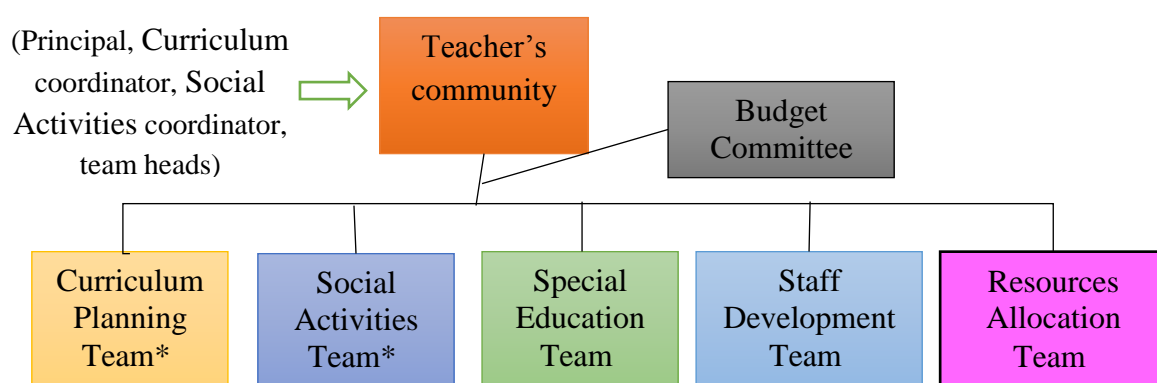 (Principal, Curriculum
coordinator, Social
Activities coordinator,
team heads)
Teacher’s
community
Budget
Committee
Curriculum
Planning
Team*
Social
Activities
Team*
Special
Education
Team
Staff
Development
Team
Resources
Allocation
Team